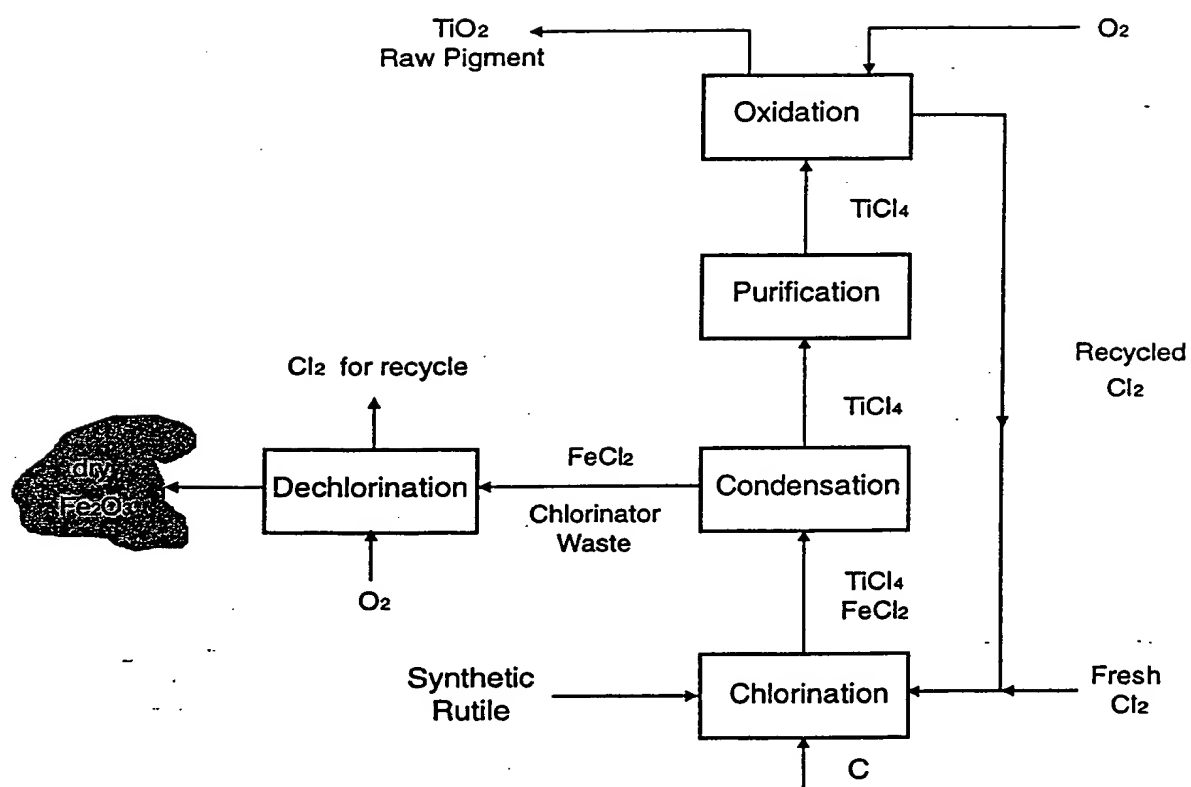 TiO2
Raw Pigment
O2
Oxidation
TiCl4
Purification
Recycled
Cl2
Cl2 for recycle
TiCl4
dry
Fe2O3
Dechlorination
FeCl2
Chlorinator
Waste
Condensation
O2
TiCl4
FeCl2
Synthetic
Rutile
Chlorination
Fresh
Cl2
C